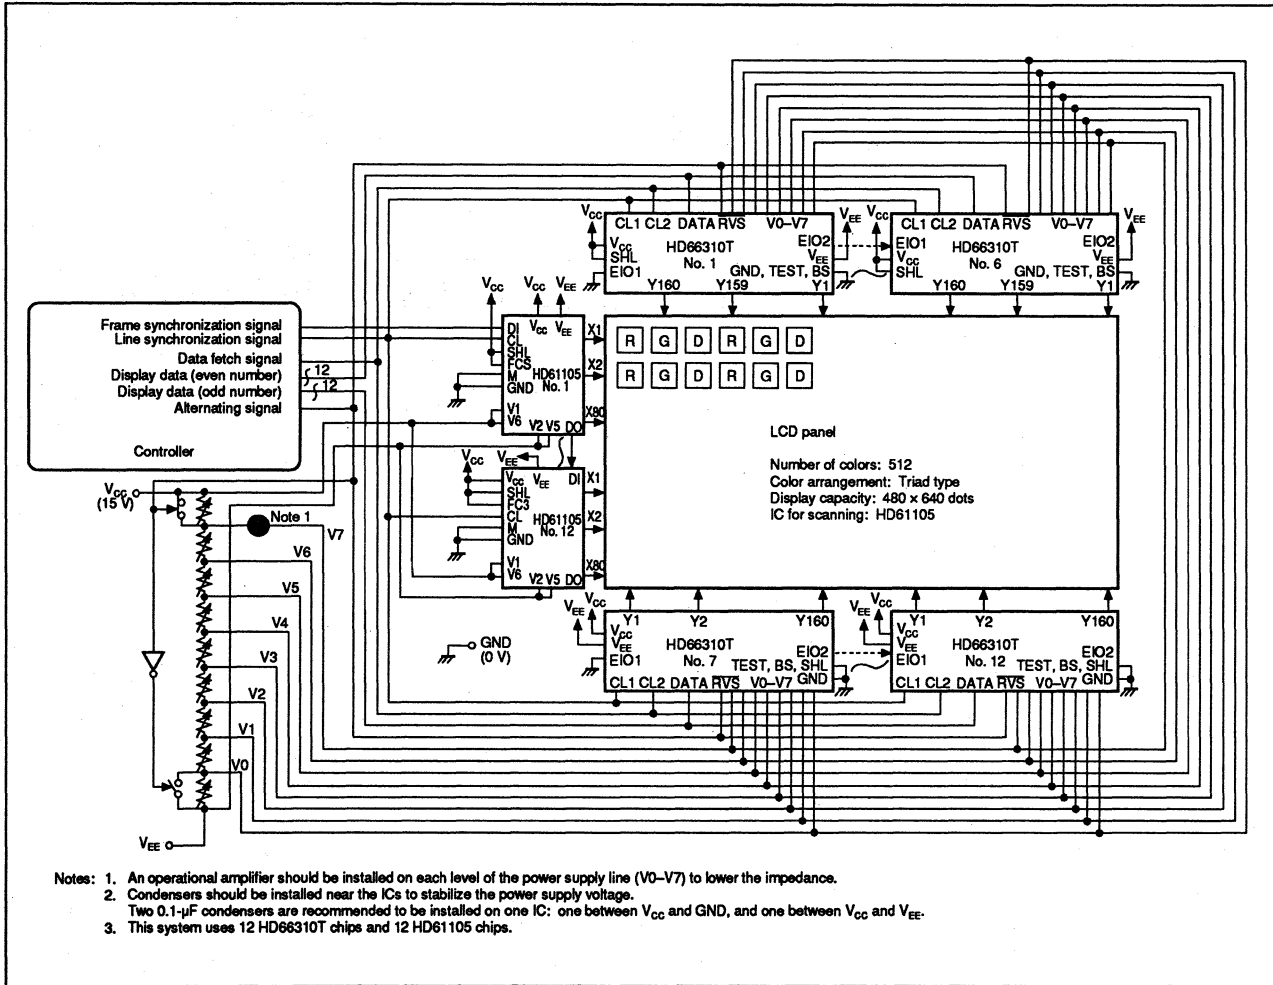 VCC VEE VCC VEE
CL1 CL2 DATA RVS V0–V7
EIO2
VCC
SHL
EIO1
HD66310T
No. 1
VEE
GND, TEST, BS
Y160 Y159 Y1
CL1 CL2 DATA RVS V0–V7
EIO1
VCC
SHL
HD66310T
No. 6
EIO2
VEE
GND, TEST, BS
Y160 Y159 Y1
VCC VCC VEE
Frame synchronization signal
Line synchronization signal
Data fetch signal
Display data (even number)
12
Display data (odd number)
12
Alternating signal
Controller
DI VCC VEE
CL
SHL
FCS
M
GND
HD61105
No. 1
V1
V6
V2 V5 DO
X1
X2
X80
R G D R G D
R G D R G D
LCD panel
Number of colors: 512
Color arrangement: Triad type
Display capacity: 480 × 640 dots
IC for scanning: HD61105
VCC VEE
VCC VEE DI
SHL
FC3
CL
M
GND
HD61105
No. 12
V1
V6
V2 V5 DO
X1
X2
X80
VCC
(15 V)
Note 1
V7
V6
V5
V4
V3
V2
V1
V0
VEE
GND
(0 V)
VEE VCC VEE VCC
Y1 Y2 Y160
VCC
VEE
EIO1
HD66310T
No. 7
EIO2
TEST, BS, SHL
GND
CL1 CL2 DATA RVS V0–V7
Y1 Y2 Y160
VCC
VEE
EIO1
HD66310T
No. 12
EIO2
TEST, BS, SHL
GND
CL1 CL2 DATA RVS V0–V7
Notes: 1. An operational amplifier should be installed on each level of the power supply line (V0–V7) to lower the impedance.
2. Condensers should be installed near the ICs to stabilize the power supply voltage.
Two 0.1-µF condensers are recommended to be installed on one IC: one between VCC and GND, and one between VCC and VEE.
3. This system uses 12 HD66310T chips and 12 HD61105 chips.